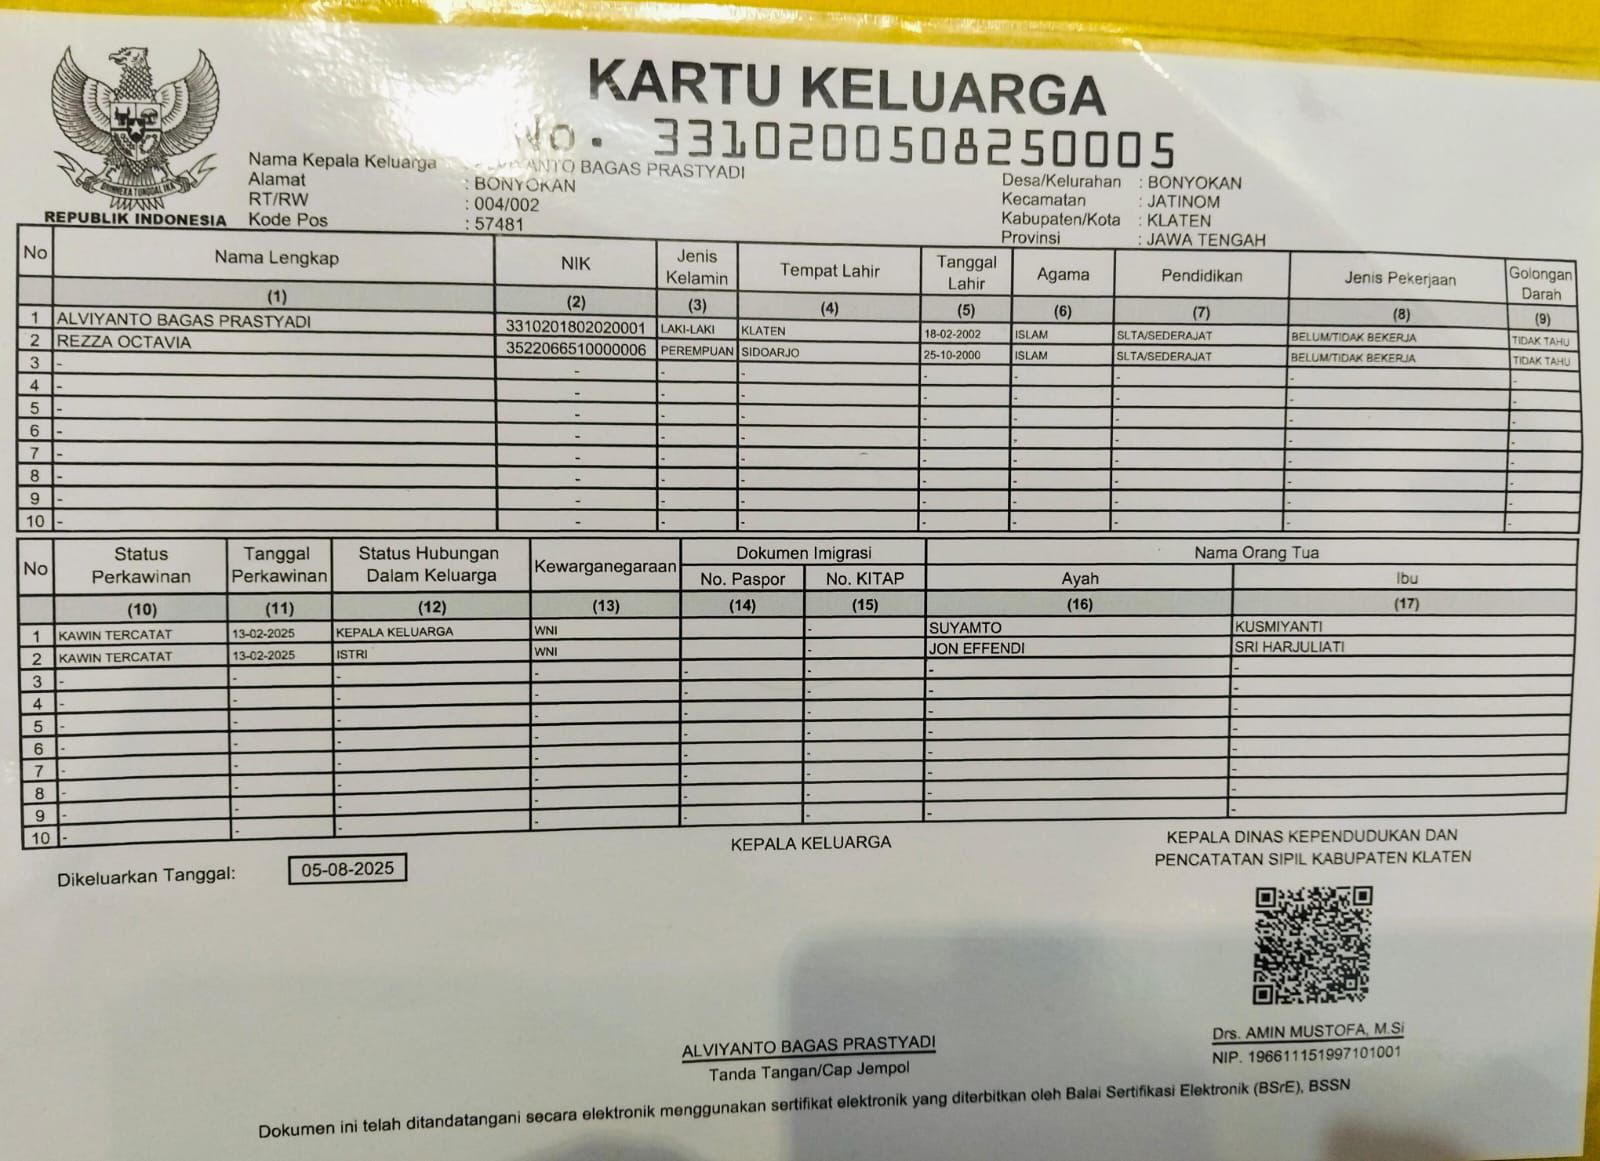 KARTU KELUARGA
No. 3310200508250005
Nama Kepala Keluarga : ALVIYANTO BAGAS PRASTYADI
Alamat : BONYOKAN
RT/RW : 004/002
Kode Pos : 57481
Desa/Kelurahan : BONYOKAN
Kecamatan : JATINOM
Kabupaten/Kota : KLATEN
Provinsi : JAWA TENGAH
BHINNEKA TUNGGAL IKA
REPUBLIK INDONESIA
No Nama Lengkap NIK Jenis Kelamin Tempat Lahir Tanggal Lahir Agama Pendidikan Jenis Pekerjaan Golongan Darah
(1) (2) (3) (4) (5) (6) (7) (8) (9)
1 ALVIYANTO BAGAS PRASTYADI 3310201802020001 LAKI-LAKI KLATEN 18-02-2002 ISLAM SLTA/SEDERAJAT BELUM/TIDAK BEKERJA TIDAK TAHU
2 REZZA OCTAVIA 3522066510000006 PEREMPUAN SIDOARJO 25-10-2000 ISLAM SLTA/SEDERAJAT BELUM/TIDAK BEKERJA TIDAK TAHU
3 - - - - - - - - -
4 - - - - - - - - -
5 - - - - - - - - -
6 - - - - - - - - -
7 - - - - - - - - -
8 - - - - - - - - -
9 - - - - - - - - -
10 - - - - - - - - -
No Status Perkawinan Tanggal Perkawinan Status Hubungan Dalam Keluarga Kewarganegaraan Dokumen Imigrasi Nama Orang Tua
No. Paspor No. KITAP Ayah Ibu
(10) (11) (12) (13) (14) (15) (16) (17)
1 KAWIN TERCATAT 13-02-2025 KEPALA KELUARGA WNI - SUYAMTO KUSMIYANTI
2 KAWIN TERCATAT 13-02-2025 ISTRI WNI - JON EFFENDI SRI HARJULIATI
3 - - - - - - - -
4 - - - - - - - -
5 - - - - - - - -
6 - - - - - - - -
7 - - - - - - - -
8 - - - - - - - -
9 - - - - - - - -
10 - - - - - - - -
Dikeluarkan Tanggal: 05-08-2025
KEPALA KELUARGA
ALVIYANTO BAGAS PRASTYADI
Tanda Tangan/Cap Jempol
KEPALA DINAS KEPENDUDUKAN DAN
PENCATATAN SIPIL KABUPATEN KLATEN
Drs. AMIN MUSTOFA, M.Si
NIP. 196611151997101001
Dokumen ini telah ditandatangani secara elektronik menggunakan sertifikat elektronik yang diterbitkan oleh Balai Sertifikasi Elektronik (BSrE), BSSN